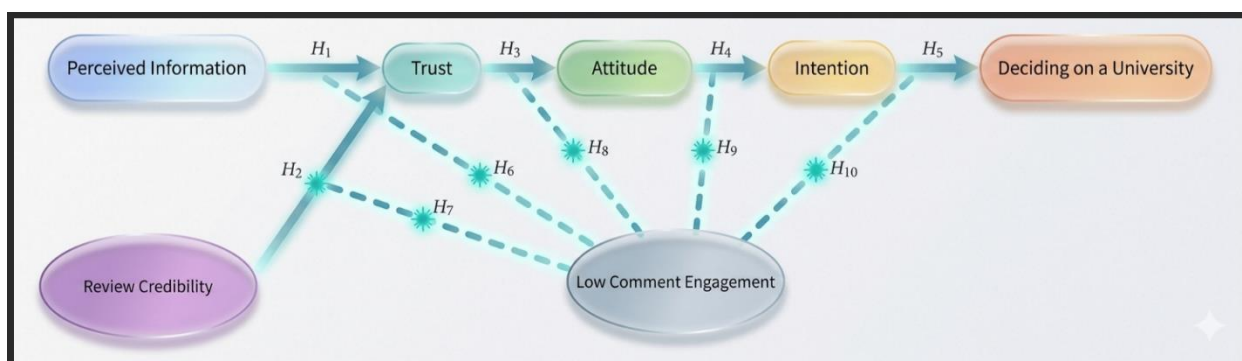 H₁
H₃
H₄
H₅
Perceived Information
Trust
Attitude
Intention
Deciding on a University
H₂
H₆
H₈
H₉
H₁₀
H₇
Review Credibility
Low Comment Engagement